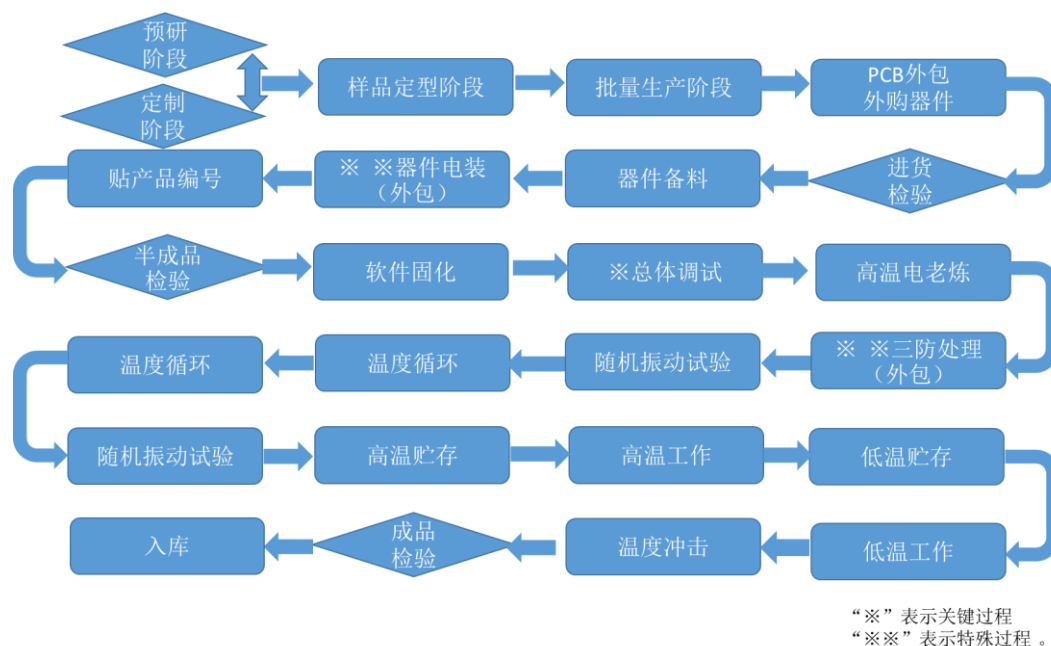 预研
阶段
定制
阶段
样品定型阶段
批量生产阶段
PCB外包
外购器件
进货
检验
器件备料
※ ※器件电装
（外包）
贴产品编号
半成品
检验
软件固化
※总体调试
高温电老炼
※ ※三防处理
（外包）
随机振动试验
温度循环
温度循环
随机振动试验
高温贮存
高温工作
低温贮存
低温工作
温度冲击
成品
检验
入库
“※”表示关键过程
“※※”表示特殊过程 。